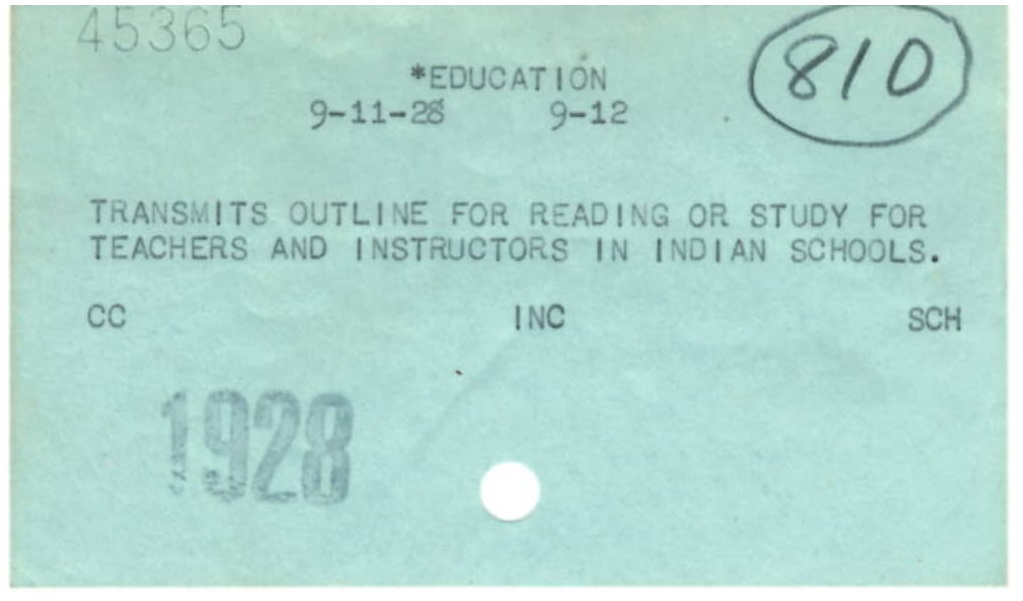 45365
810
*EDUCATION
9-11-28 9-12
TRANSMITS OUTLINE FOR READING OR STUDY FOR
TEACHERS AND INSTRUCTORS IN INDIAN SCHOOLS.
CC INC SCH
1928